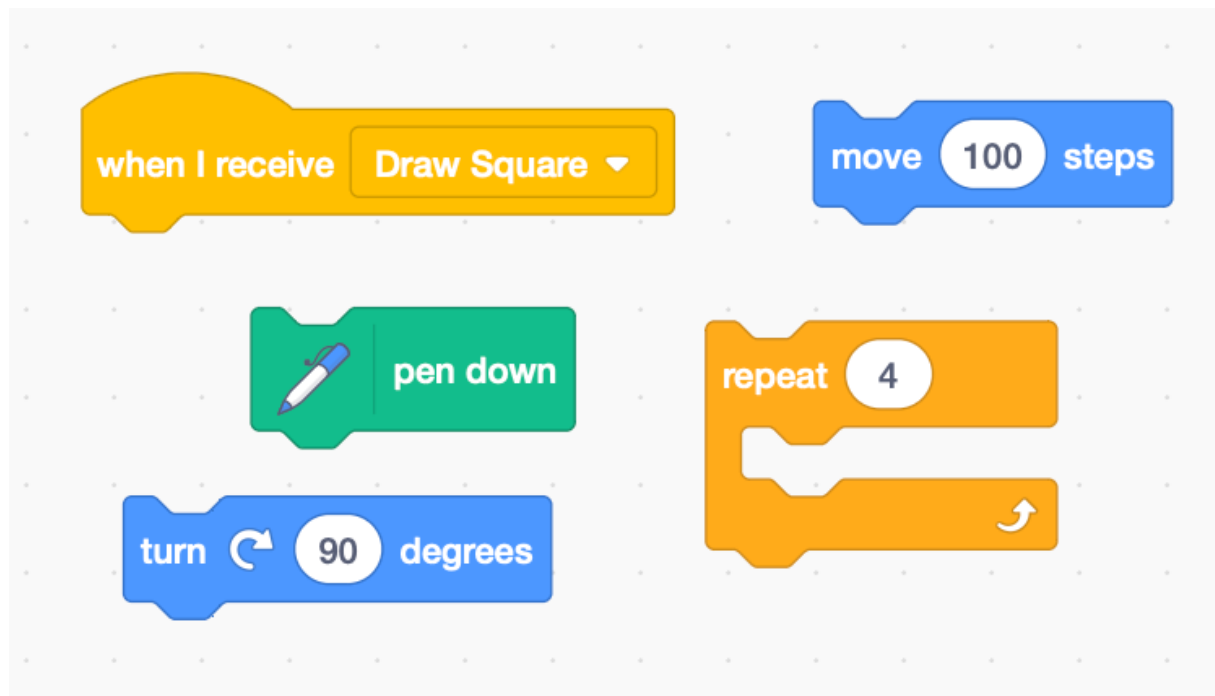 when I receive Draw Square
move 100 steps
pen down
repeat 4
turn 90 degrees